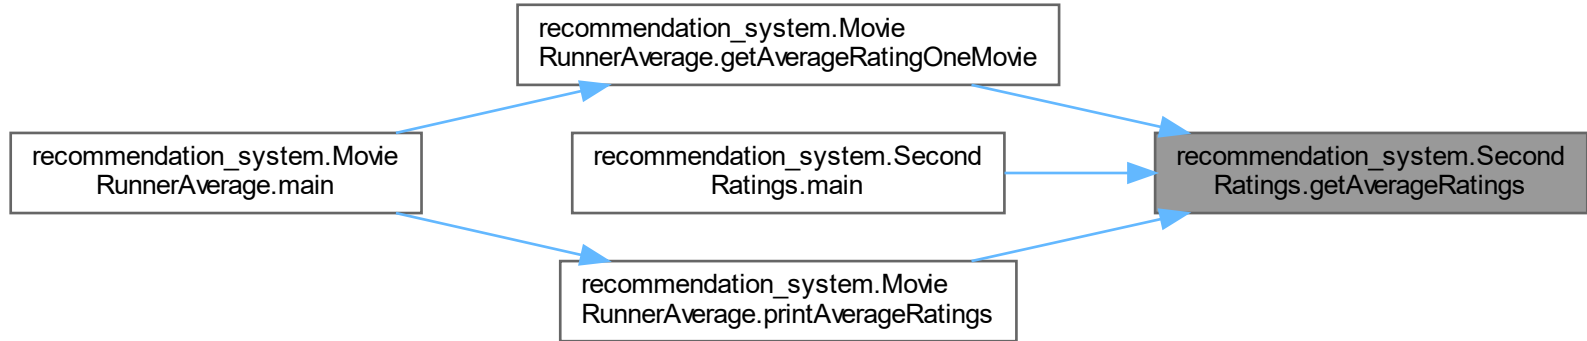 recommendation_system.Movie
RunnerAverage.getAverageRatingOneMovie
recommendation_system.Movie
RunnerAverage.main
recommendation_system.Second
Ratings.main
recommendation_system.Second
Ratings.getAverageRatings
recommendation_system.Movie
RunnerAverage.printAverageRatings